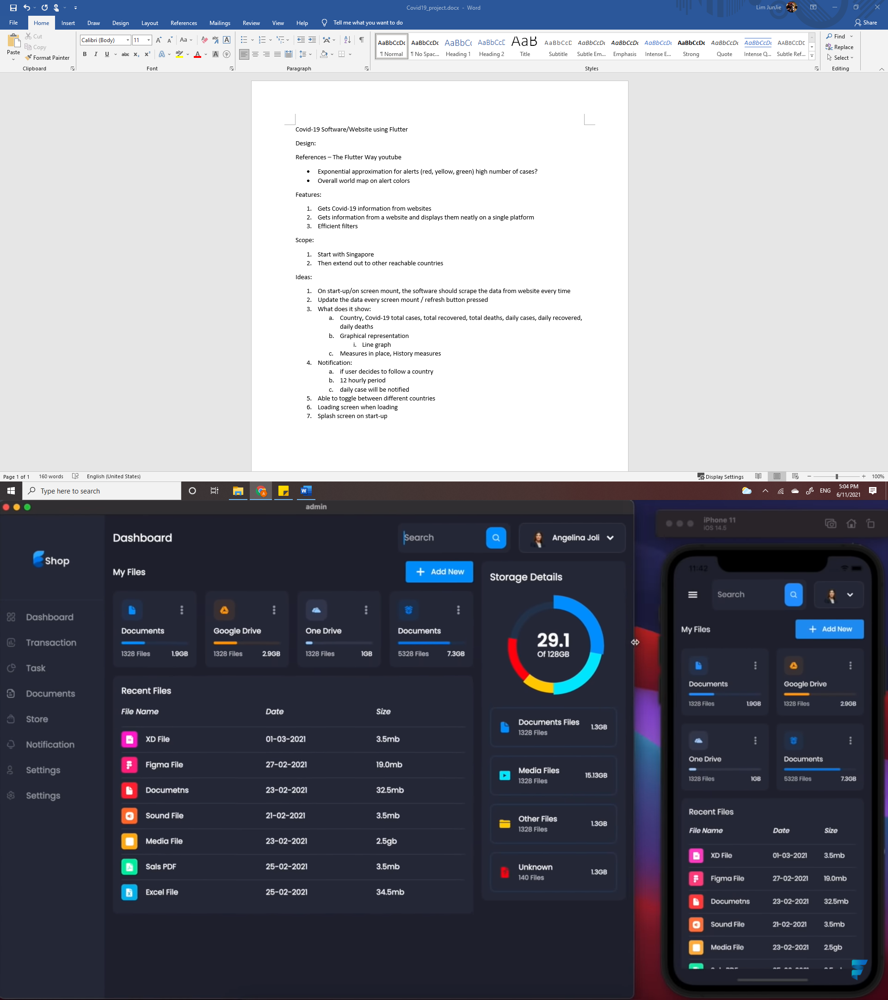 Covid19_project.docx - Word
Lim JunJie
File Home Insert Draw Design Layout References Mailings Review View Help Tell me what you want to do
Share
Paste
Cut
Copy
Format Painter
Clipboard
Calibri (Body) 11
Font
Paragraph
AaBbCcDc AaBbCcDc AaBbC( AaBbCcE AaB AaBbCcD AaBbCcDc AaBbCcDc AaBbCcDc AaBbCcDc AaBbCcDc AaBbCcDc AABBCCDE
¶ Normal ¶ No Spac... Heading 1 Heading 2 Title Subtitle Subtle Em... Emphasis Intense E... Strong Quote Intense Q... Subtle Ref...
Styles
Find
Replace
Select
Editing
Covid-19 Software/Website using Flutter
Design:
References – The Flutter Way youtube
• Exponential approximation for alerts (red, yellow, green) high number of cases?
• Overall world map on alert colors
Features:
1. Gets Covid-19 information from websites
2. Gets information from a website and displays them neatly on a single platform
3. Efficient filters
Scope:
1. Start with Singapore
2. Then extend out to other reachable countries
Ideas:
1. On start-up/on screen mount, the software should scrape the data from website every time
2. Update the data every screen mount / refresh button pressed
3. What does it show:
a. Country, Covid-19 total cases, total recovered, total deaths, daily cases, daily recovered,
daily deaths
b. Graphical representation
i. Line graph
c. Measures in place, History measures
4. Notification:
a. if user decides to follow a country
b. 12 hourly period
c. daily case will be notified
5. Able to toggle between different countries
6. Loading screen when loading
7. Splash screen on start-up
Page 1 of 1 160 words English (United States)
Display Settings 100%
Type here to search
ENG
5:04 PM
6/11/2021
admin
Shop
Dashboard
Transaction
Task
Documents
Store
Notification
Settings
Settings
Dashboard
Search
Angelina Joli
My Files
+ Add New
Documents
1328 Files 1.9GB
Google Drive
1328 Files 2.9GB
One Drive
1328 Files 1GB
Documents
5328 Files 7.3GB
Recent Files
File Name Date Size
XD File 01-03-2021 3.5mb
Figma File 27-02-2021 19.0mb
Documetns 23-02-2021 32.5mb
Sound File 21-02-2021 3.5mb
Media File 23-02-2021 2.5gb
Sals PDF 25-02-2021 3.5mb
Excel File 25-02-2021 34.5mb
Storage Details
29.1
Of 128GB
Documents Files
1328 Files
1.3GB
Media Files
1328 Files
15.13GB
Other Files
1328 Files
1.3GB
Unknown
140 Files
1.3GB
iPhone 11
iOS 14.5
11:42
Search
My Files
+ Add New
Documents
1328 Files 1.9GB
Google Drive
1328 Files 2.9GB
One Drive
1328 Files 1GB
Documents
5328 Files 7.3GB
Recent Files
File Name Date Size
XD File 01-03-2021 3.5mb
Figma File 27-02-2021 19.0mb
Documetns 23-02-2021 32.5mb
Sound File 21-02-2021 3.5mb
Media File 23-02-2021 2.5gb